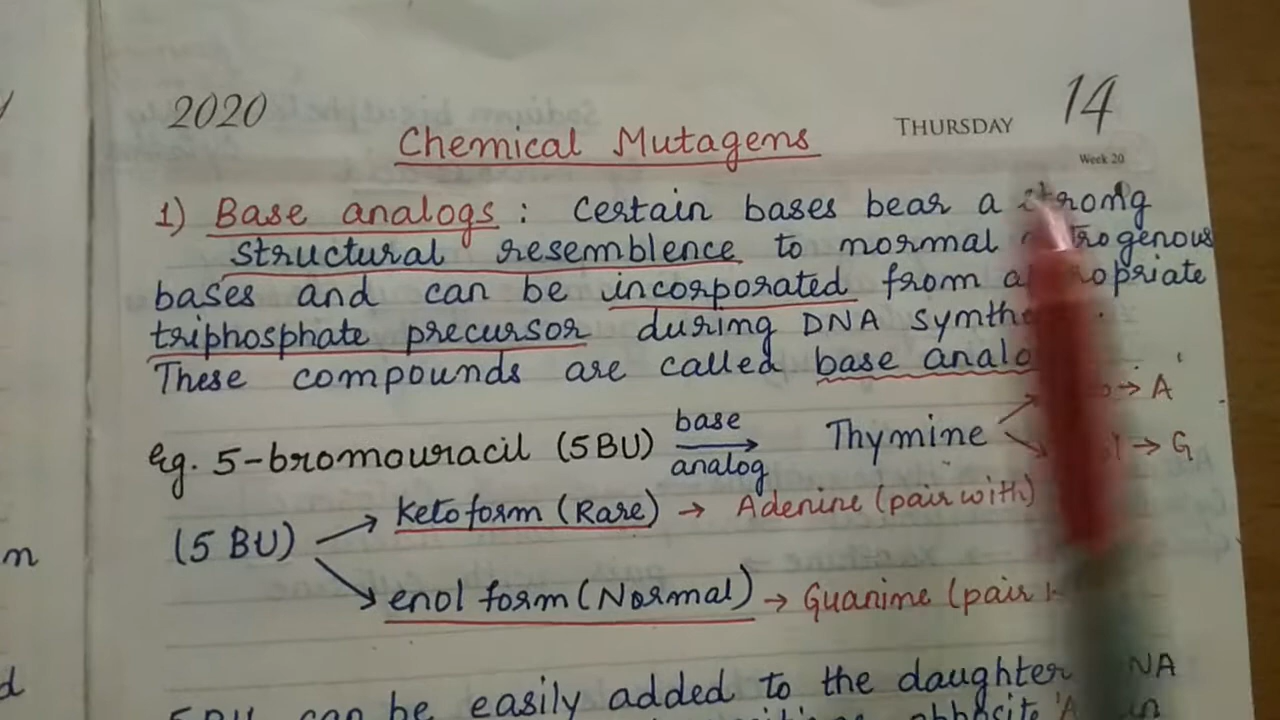 2020
THURSDAY 14
Week 20
Chemical Mutagens
1) Base analogs : Certain bases bear a strong
structural resemblence to normal
bases and can be incorporated from
triphosphate precursor during DNA
These compounds are called base
eg. 5-bromouracil (5BU) base analog Thymine → A
→ G
(5 BU) Keto form (Rare) → Adenine (pair with)
enol form (Normal) → Guanine (pair
can be easily added to the daughter
n
d